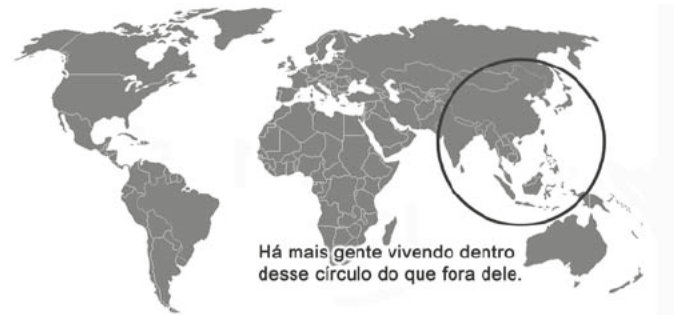 Há mais gente vivendo dentro
desse círculo do que fora dele.